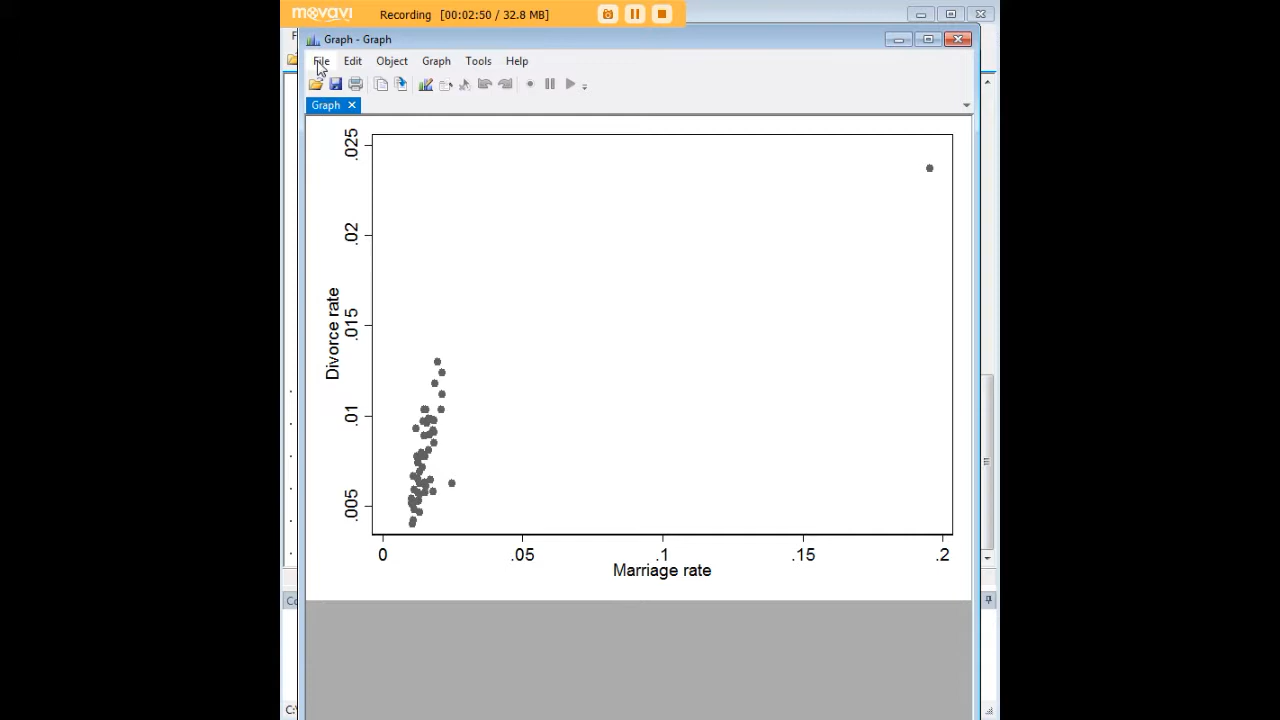 movavi
Recording [00:02:50 / 32.8 MB]
Graph - Graph
File Edit Object Graph Tools Help
Graph
.025
.02
.015
.01
.005
Divorce rate
0 .05 .1 .15 .2
Marriage rate